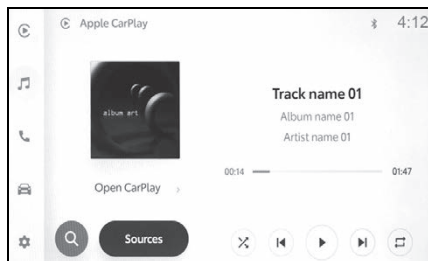 Apple CarPlay
4:12
album art
Track name 01
Album name 01
Artist name 01
00:14
01:47
Open CarPlay
Sources